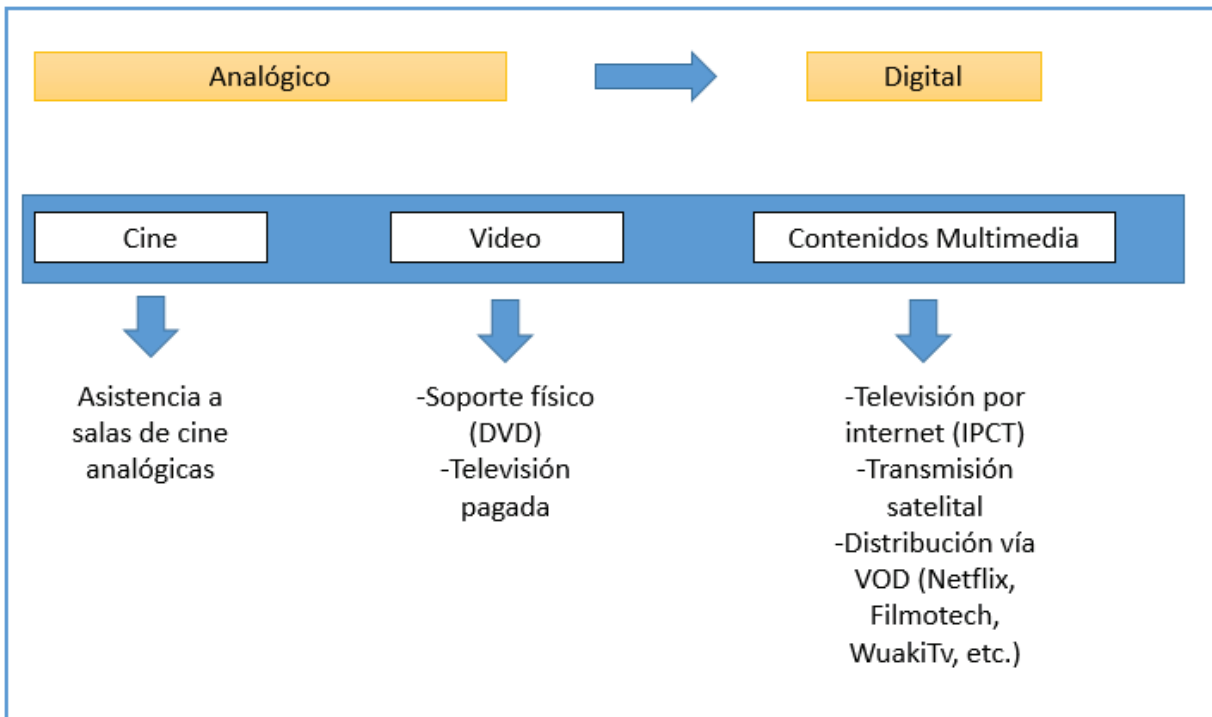 Analógico
Digital
Cine
Video
Contenidos Multimedia
Asistencia a
salas de cine
analógicas
-Soporte físico
(DVD)
-Televisión
pagada
-Televisión por
internet (IPCT)
-Transmisión
satelital
-Distribución vía
VOD (Netflix,
Filmotech,
WuakiTv, etc.)